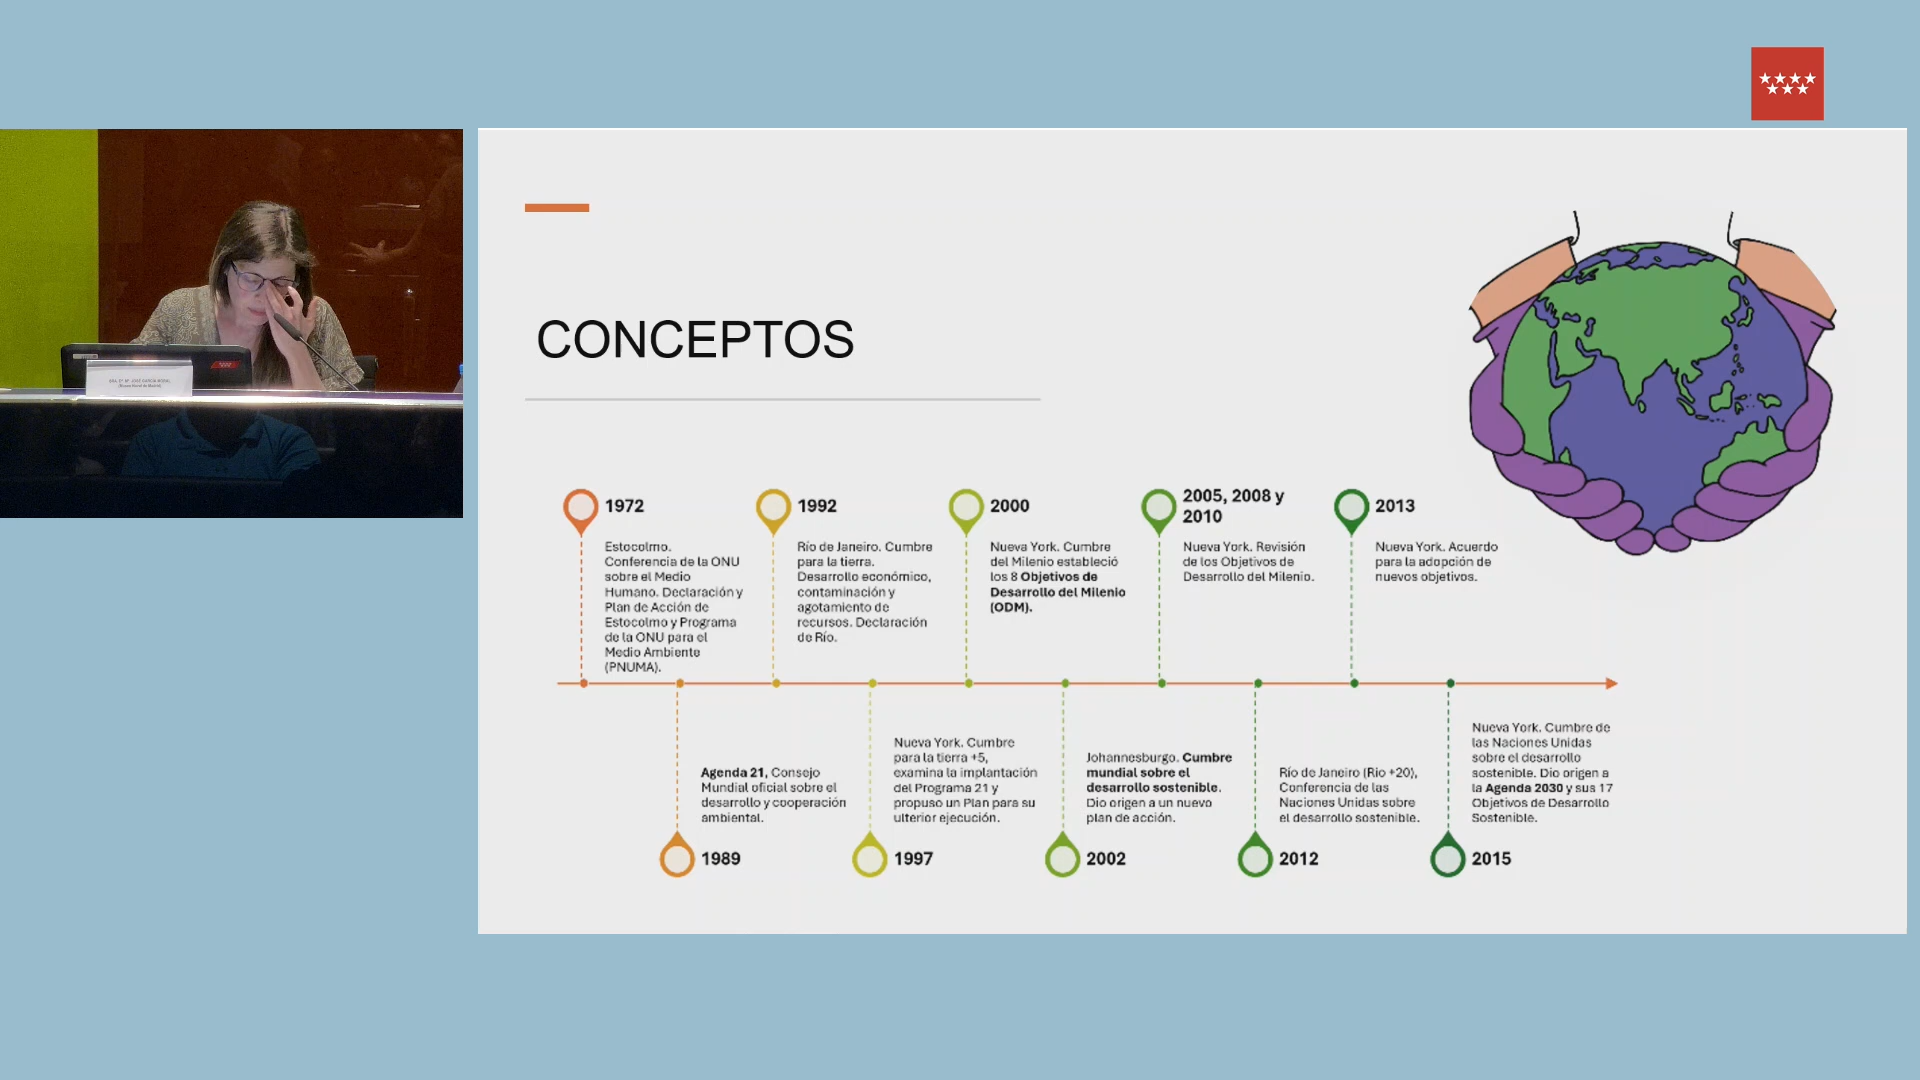 CONCEPTOS
1972
Estocolmo.
Conferencia de la ONU
sobre el Medio
Humano. Declaración y
Plan de Acción de
Estocolmo y Programa
de la ONU para el
Medio Ambiente
(PNUMA).
1992
Río de Janeiro. Cumbre
para la tierra.
Desarrollo económico,
contaminación y
agotamiento de
recursos. Declaración
de Río.
2000
Nueva York. Cumbre
del Milenio estableció
los 8 Objetivos de
Desarrollo del Milenio
(ODM).
2005, 2008 y
2010
Nueva York. Revisión
de los Objetivos de
Desarrollo del Milenio.
2013
Nueva York. Acuerdo
para la adopción de
nuevos objetivos.
Agenda 21, Consejo
Mundial oficial sobre el
desarrollo y cooperación
ambiental.
1989
Nueva York. Cumbre
para la tierra +5,
examina la implantación
del Programa 21 y
propuso un Plan para su
ulterior ejecución.
1997
Johannesburgo. Cumbre
mundial sobre el
desarrollo sostenible.
Dio origen a un nuevo
plan de acción.
2002
Río de Janeiro (Rio +20),
Conferencia de las
Naciones Unidas sobre
el desarrollo sostenible.
2012
Nueva York. Cumbre de
las Naciones Unidas
sobre el desarrollo
sostenible. Dio origen a
la Agenda 2030 y sus 17
Objetivos de Desarrollo
Sostenible.
2015